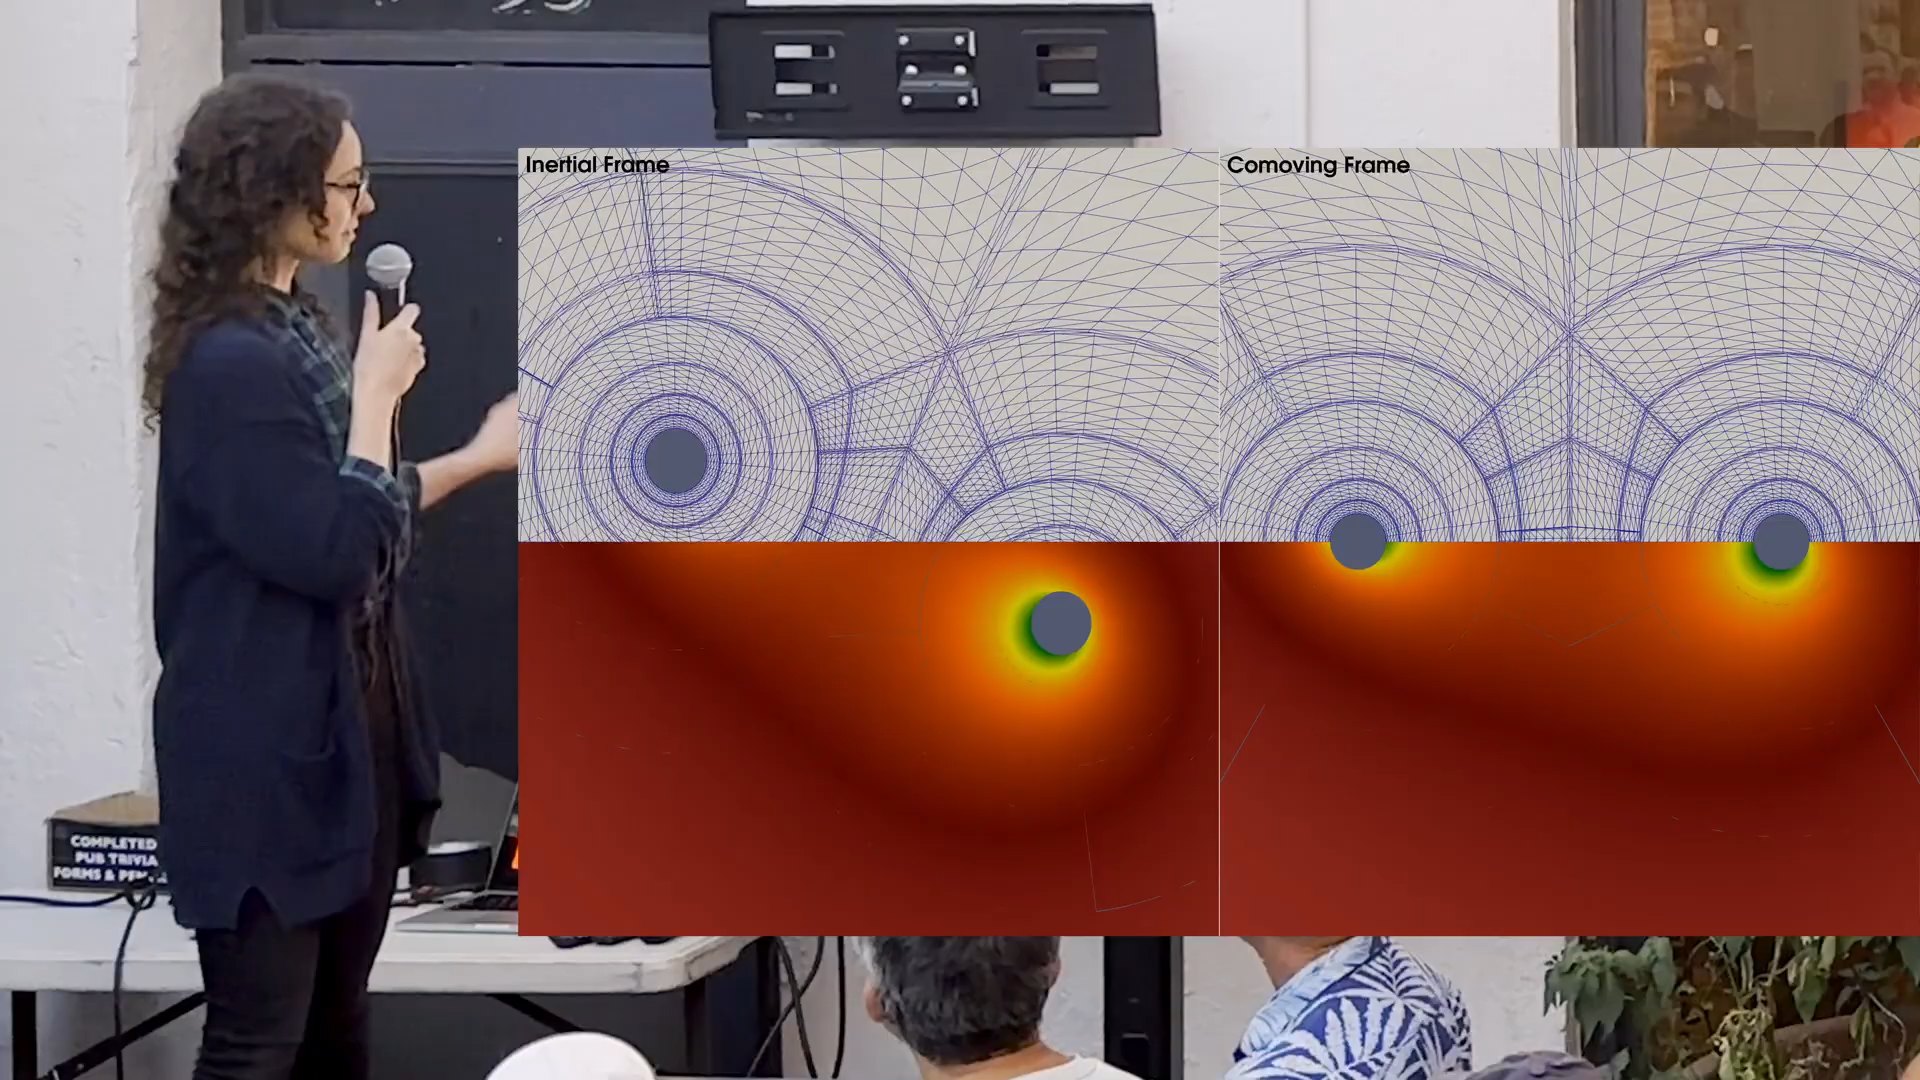 Inertial Frame
Comoving Frame
COMPLETED
PUB TRIVIA
FORMS &